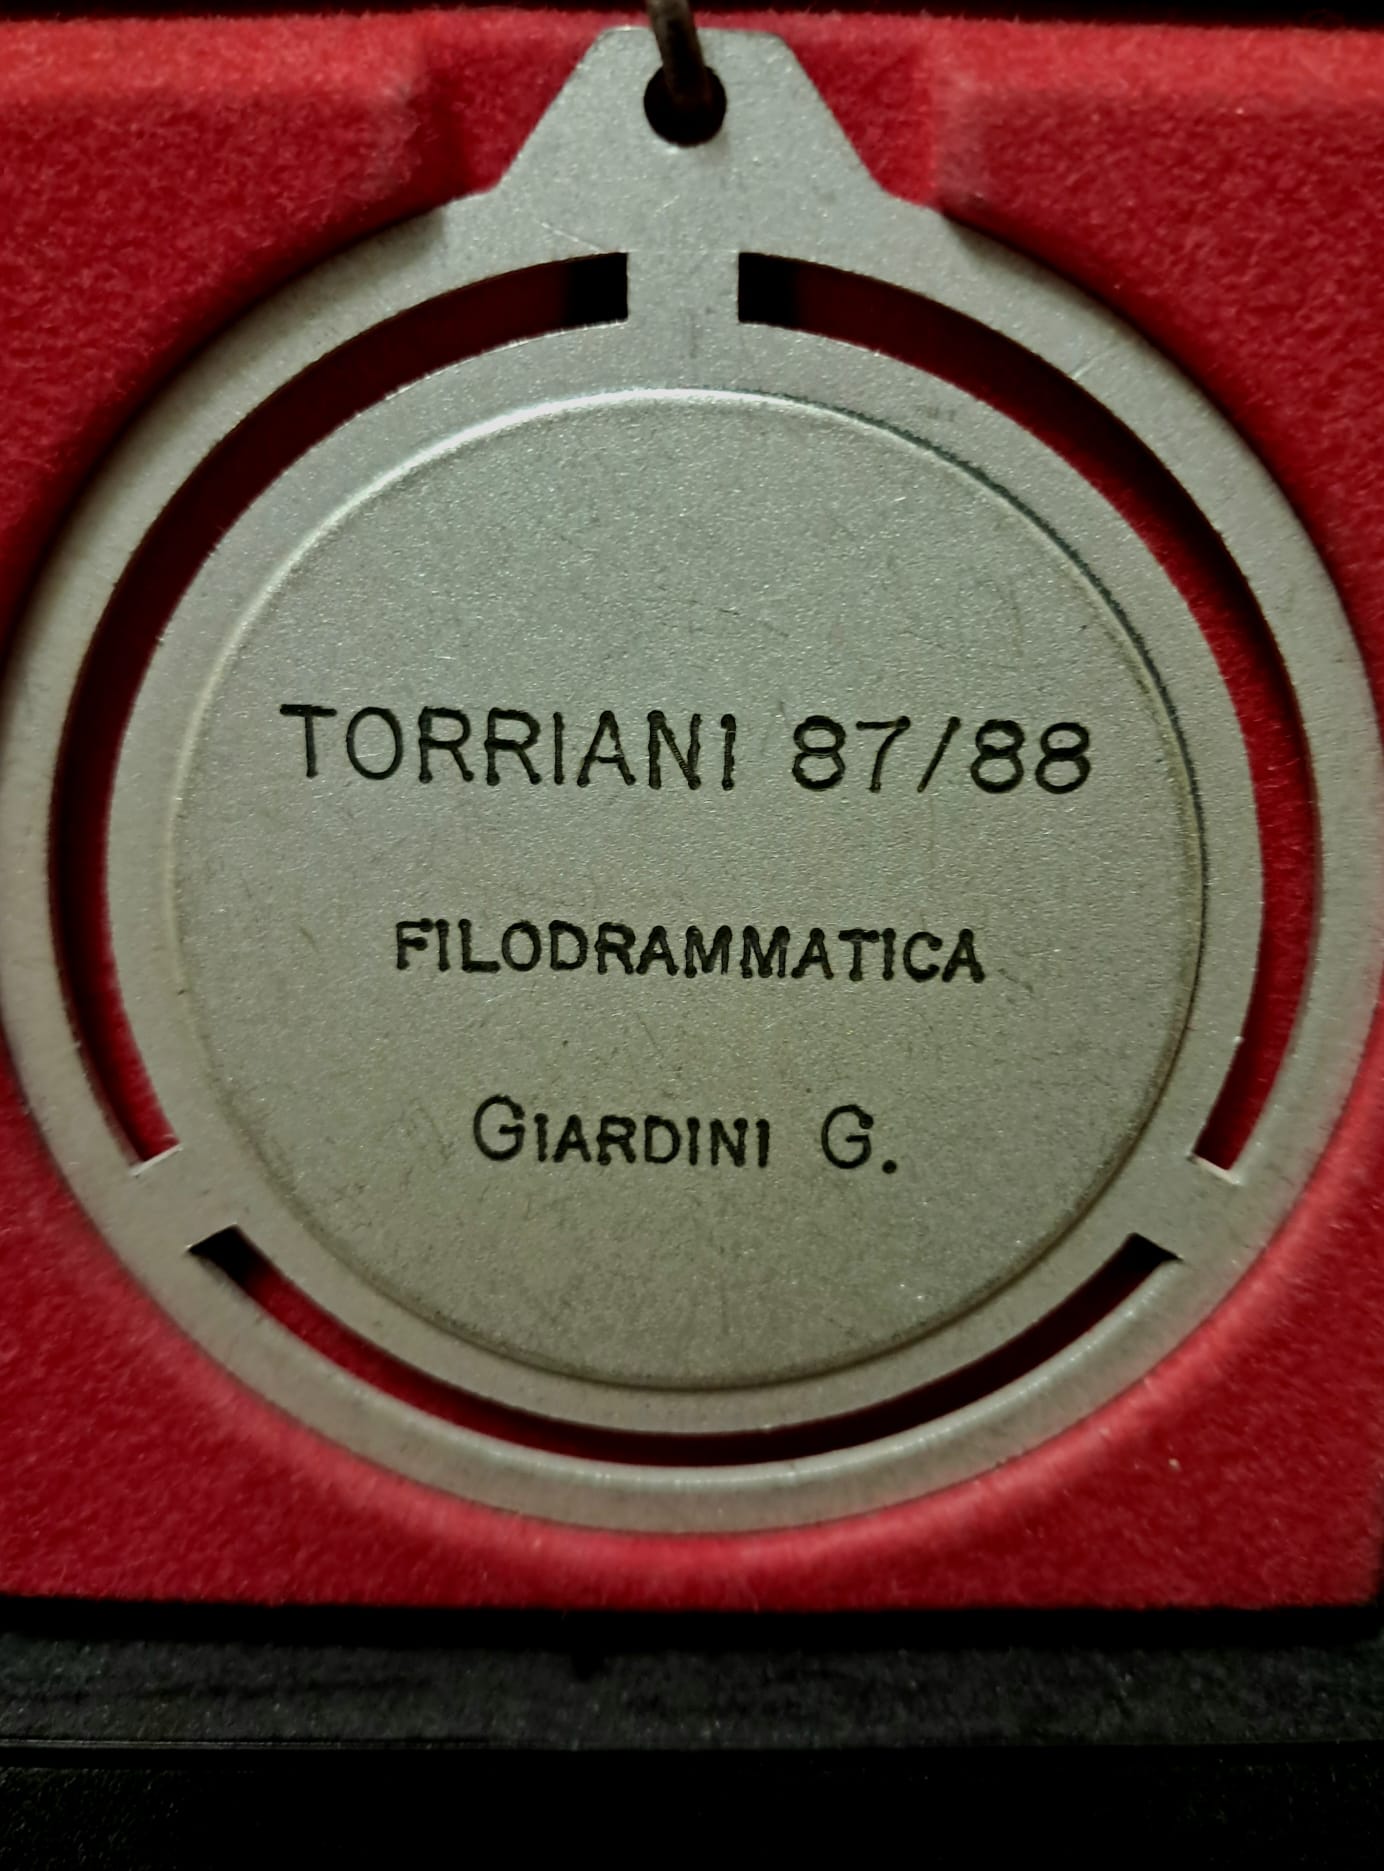 TORRIANI 87/88
FILODRAMMATICA
GIARDINI G.